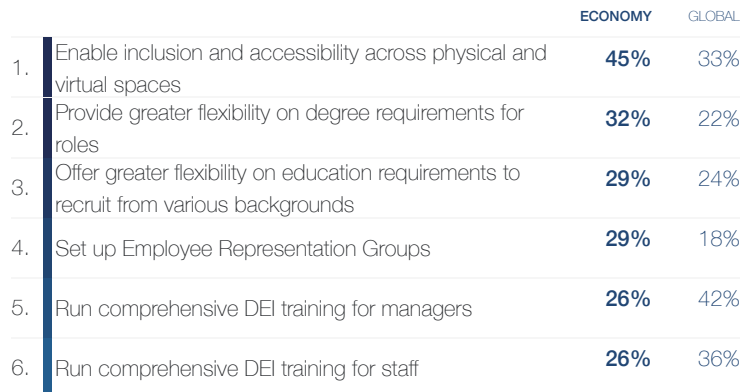 ECONOMY GLOBAL
1. Enable inclusion and accessibility across physical and 45% 33%
virtual spaces
2. Provide greater flexibility on degree requirements for 32% 22%
roles
3. Offer greater flexibility on education requirements to 29% 24%
recruit from various backgrounds
4. Set up Employee Representation Groups 29% 18%
5. Run comprehensive DEI training for managers 26% 42%
6. Run comprehensive DEI training for staff 26% 36%